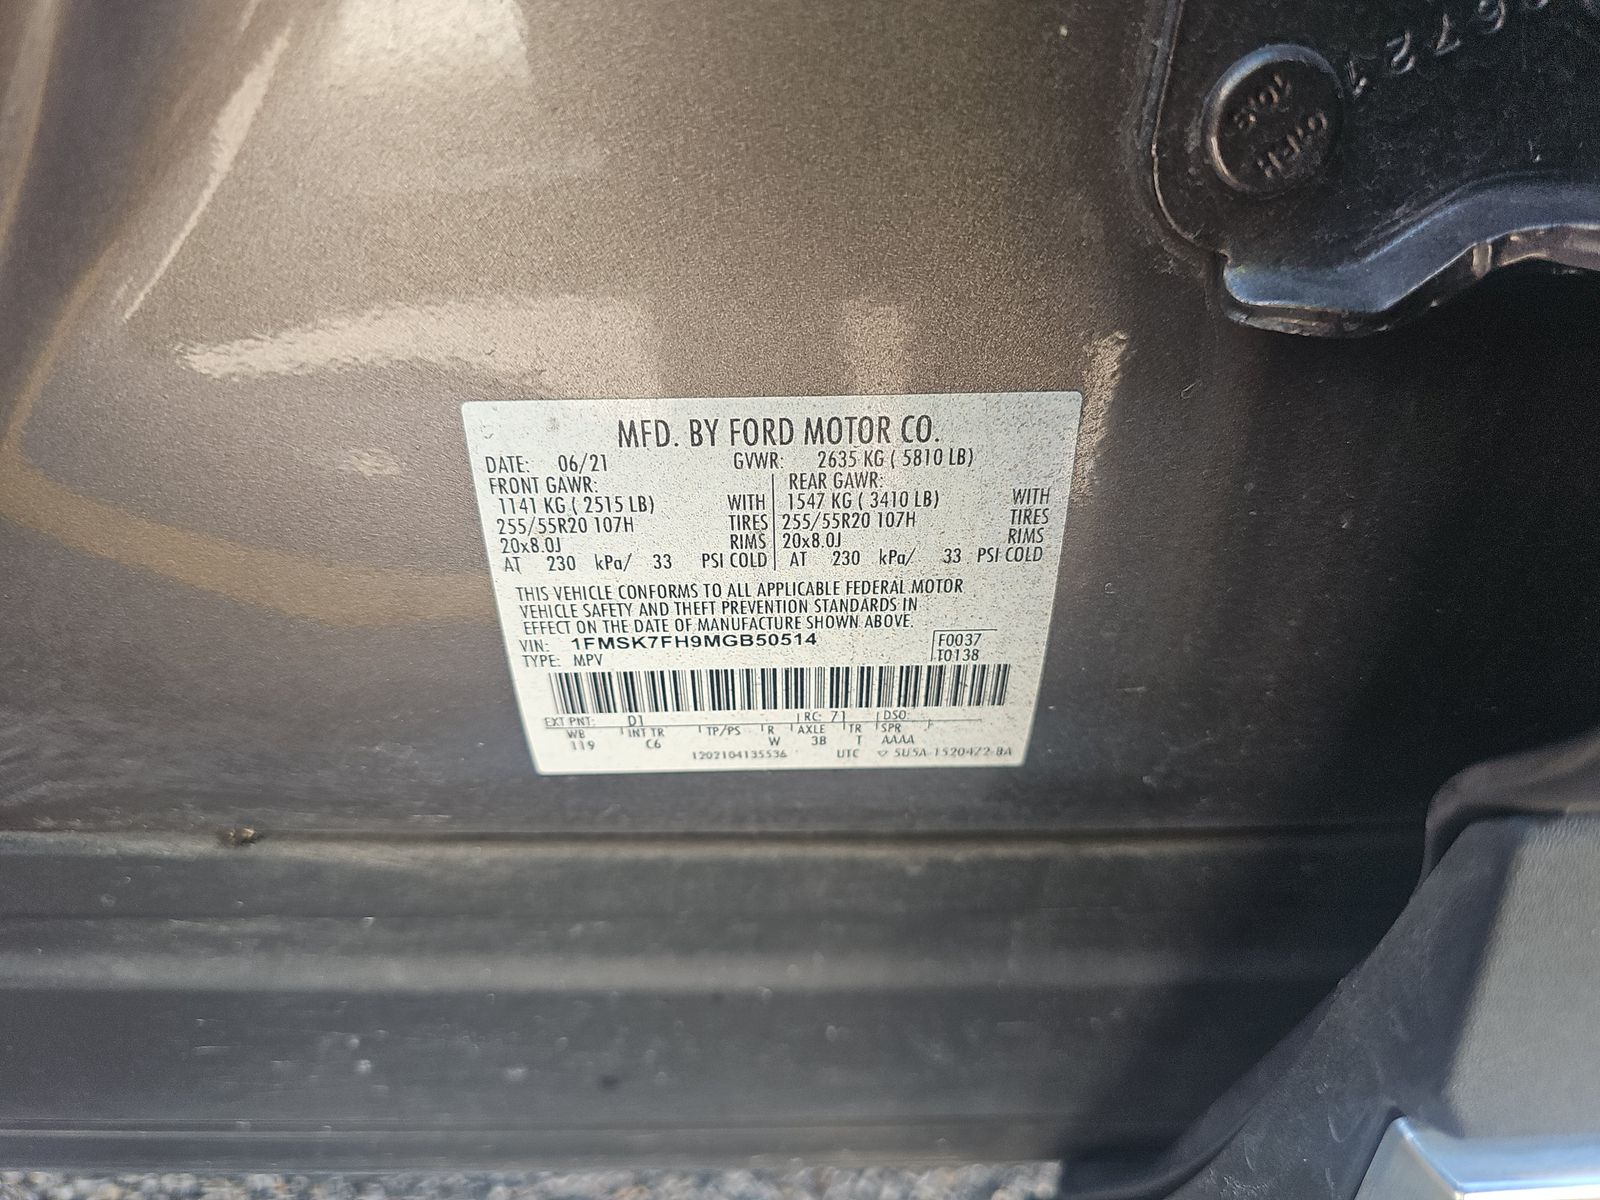 6721
MFD. BY FORD MOTOR CO.
DATE: 06/21 GVWR: 2635 KG ( 5810 LB)
FRONT GAWR: REAR GAWR:
1141 KG ( 2515 LB) WITH 1547 KG ( 3410 LB) WITH
255/55R20 107H TIRES 255/55R20 107H TIRES
20x8.0J RIMS 20x8.0J RIMS
AT 230 kPa/ 33 PSI COLD AT 230 kPa/ 33 PSI COLD
THIS VEHICLE CONFORMS TO ALL APPLICABLE FEDERAL MOTOR
VEHICLE SAFETY AND THEFT PREVENTION STANDARDS IN
EFFECT ON THE DATE OF MANUFACTURE SHOWN ABOVE.
VIN: 1FMSK7FH9MGB50514 F0037
TYPE: MPV T0138
EXT PNT: D1 RC: 71 DSO:
WB INT TR TP/PS R AXLE TR SPR
119 C6 W 3B T AAAA
1202104135536 UTC 5U5A-1520472-BA